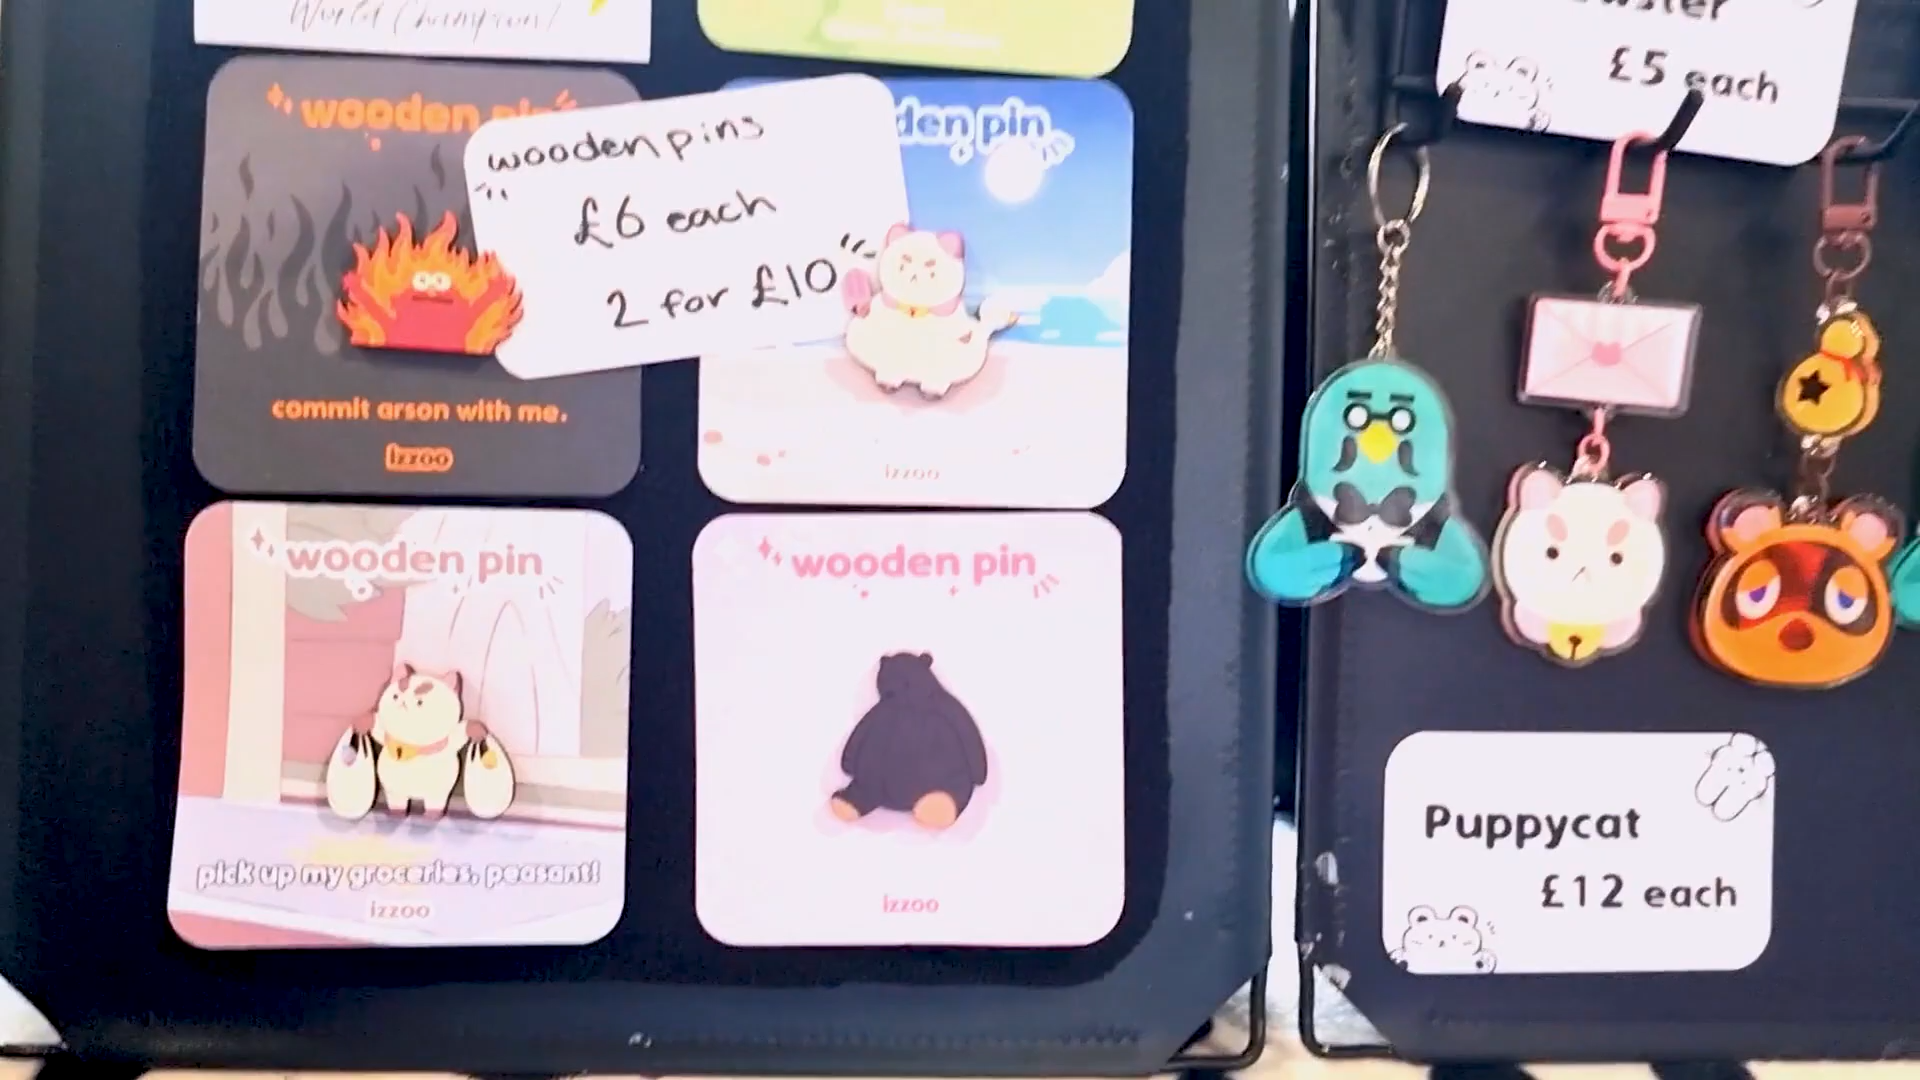 World Champion!
wooden pin
commit arson with me.
izzoo
wooden pins
£6 each
2 for £10
den pin
izzoo
wooden pin
pick up my groceries, peasant!
izzoo
wooden pin
izzoo
£5 each
Puppycat
£12 each